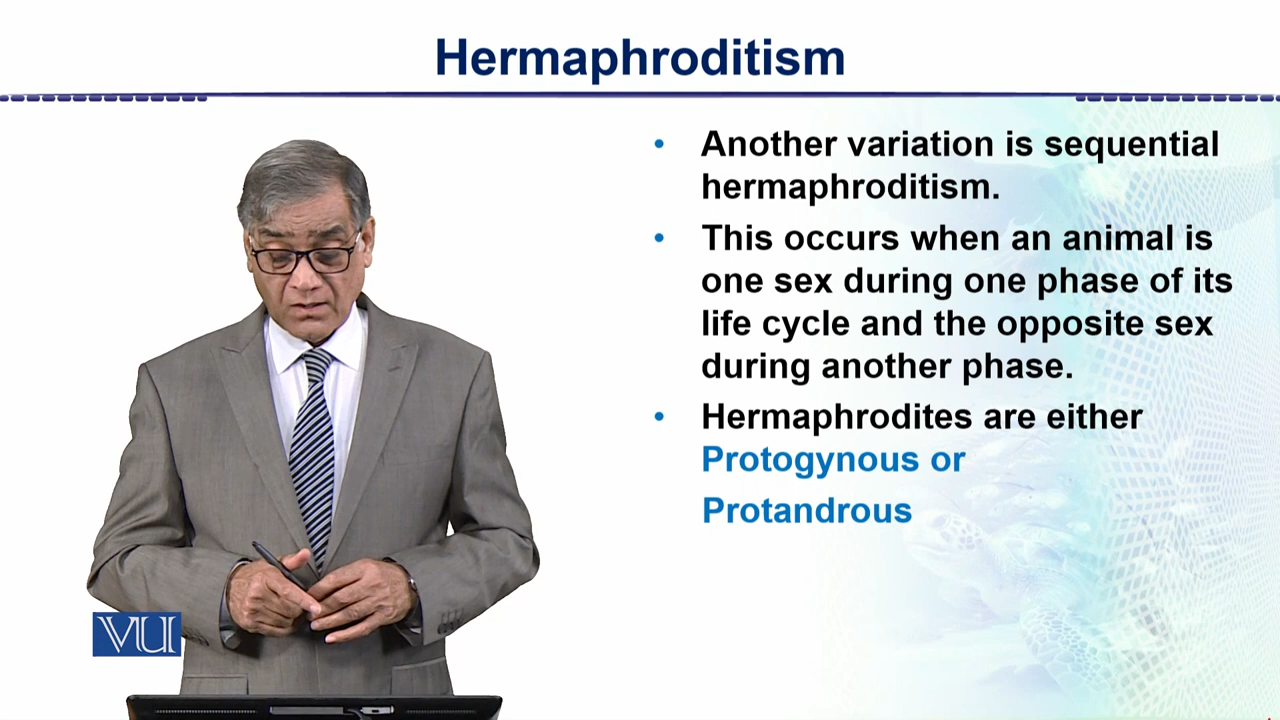 Hermaphroditism
• Another variation is sequential
hermaphroditism.
• This occurs when an animal is
one sex during one phase of its
life cycle and the opposite sex
during another phase.
• Hermaphrodites are either
Protogynous or
Protandrous
VU